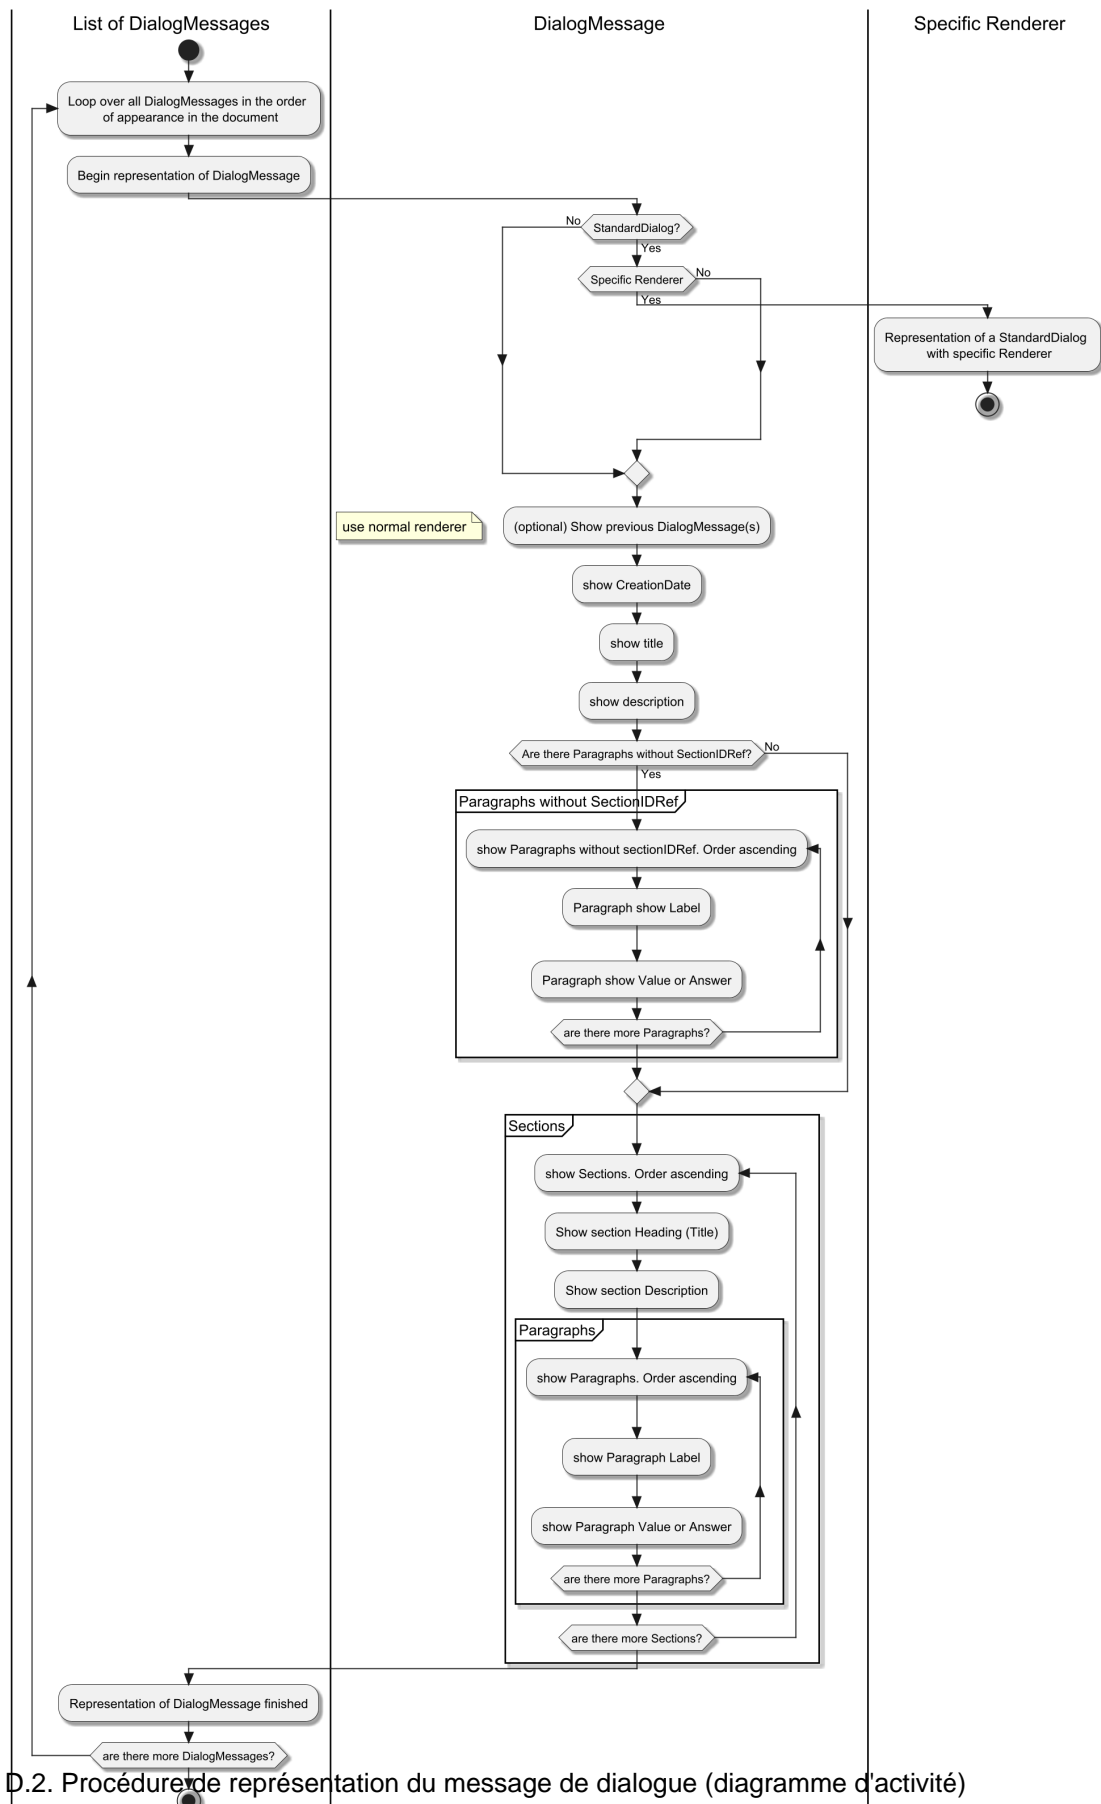 List of DialogMessages
DialogMessage
Specific Renderer
Loop over all DialogMessages in the order
of appearance in the document
Begin representation of DialogMessage
StandardDialog?
No
Yes
Specific Renderer
No
Yes
Representation of a StandardDialog
with specific Renderer
use normal renderer
(optional) Show previous DialogMessage(s)
show CreationDate
show title
show description
Are there Paragraphs without SectionIDRef?
No
Yes
Paragraphs without SectionIDRef
show Paragraphs without sectionIDRef. Order ascending
Paragraph show Label
Paragraph show Value or Answer
are there more Paragraphs?
Sections
show Sections. Order ascending
Show section Heading (Title)
Show section Description
Paragraphs
show Paragraphs. Order ascending
show Paragraph Label
show Paragraph Value or Answer
are there more Paragraphs?
are there more Sections?
Representation of DialogMessage finished
are there more DialogMessages?
D.2. Procédure de représentation du message de dialogue (diagramme d'activité)